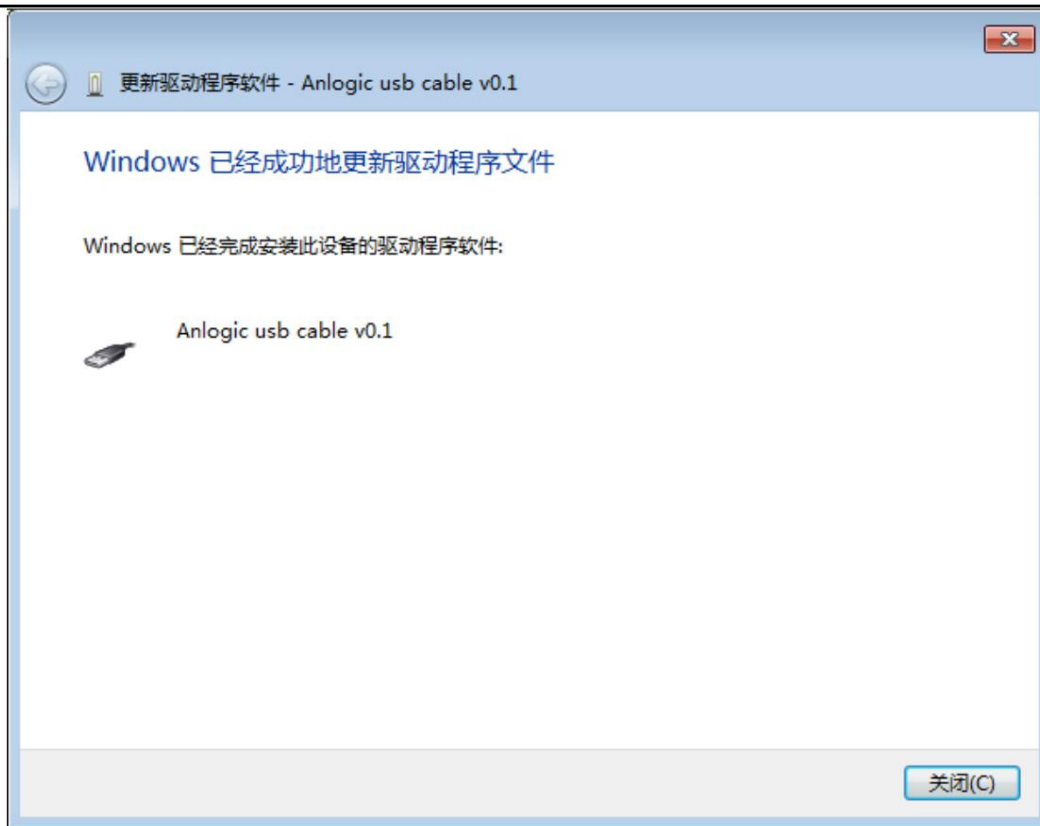 更新驱动程序软件 - Anlogic usb cable v0.1
Windows 已经成功地更新驱动程序文件
Windows 已经完成安装此设备的驱动程序软件:
Anlogic usb cable v0.1
关闭(C)